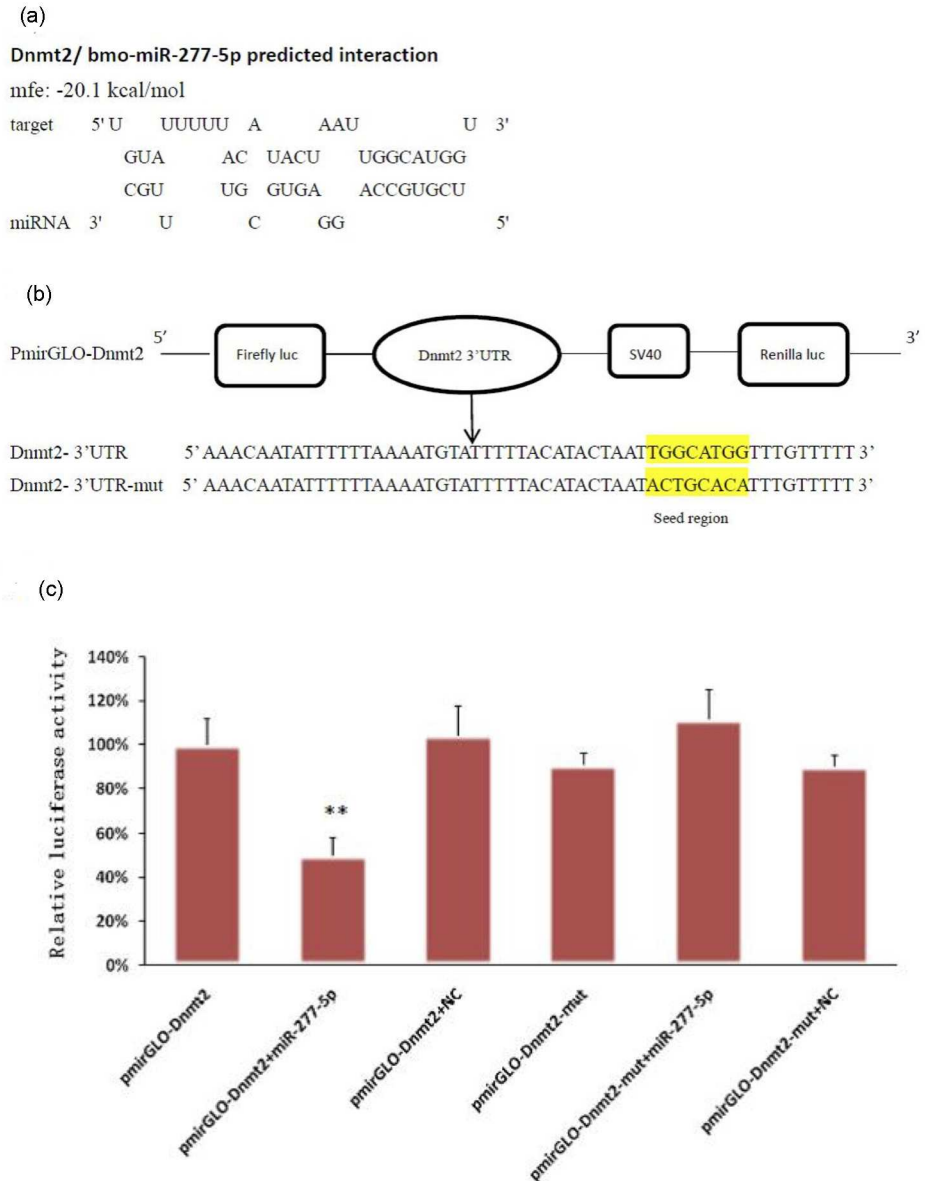 (a)
Dnmt2/ bmo-miR-277-5p predicted interaction
mfe: -20.1 kcal/mol
target 5' U UUUUU A AAU U 3'
GUA AC UACU UGGCAUGG
CGU UG GUGA ACCGUGCU
miRNA 3' U C GG 5'
(b)
PmirGLO-Dnmt2 5′ Firefly luc Dnmt2 3'UTR SV40 Renilla luc 3′
Dnmt2- 3’UTR 5’ AAACAATATTTTTTAAAATGTATTTTTACATACTAATTGGCATGGTTTGTTTTT 3’
Dnmt2- 3’UTR-mut 5’ AAACAATATTTTTTAAAATGTATTTTTACATACTAATACTGCACATTTGTTTTT 3’
Seed region
(c)
Relative luciferase activity
140%
120%
100%
80%
60%
40%
20%
0%
**
pmirGLO-Dnmt2
pmirGLO-Dnmt2+miR-277-5p
pmirGLO-Dnmt2+NC
pmirGLO-Dnmt2-mut
pmirGLO-Dnmt2-mut+miR-277-5p
pmirGLO-Dnmt2-mut+NC